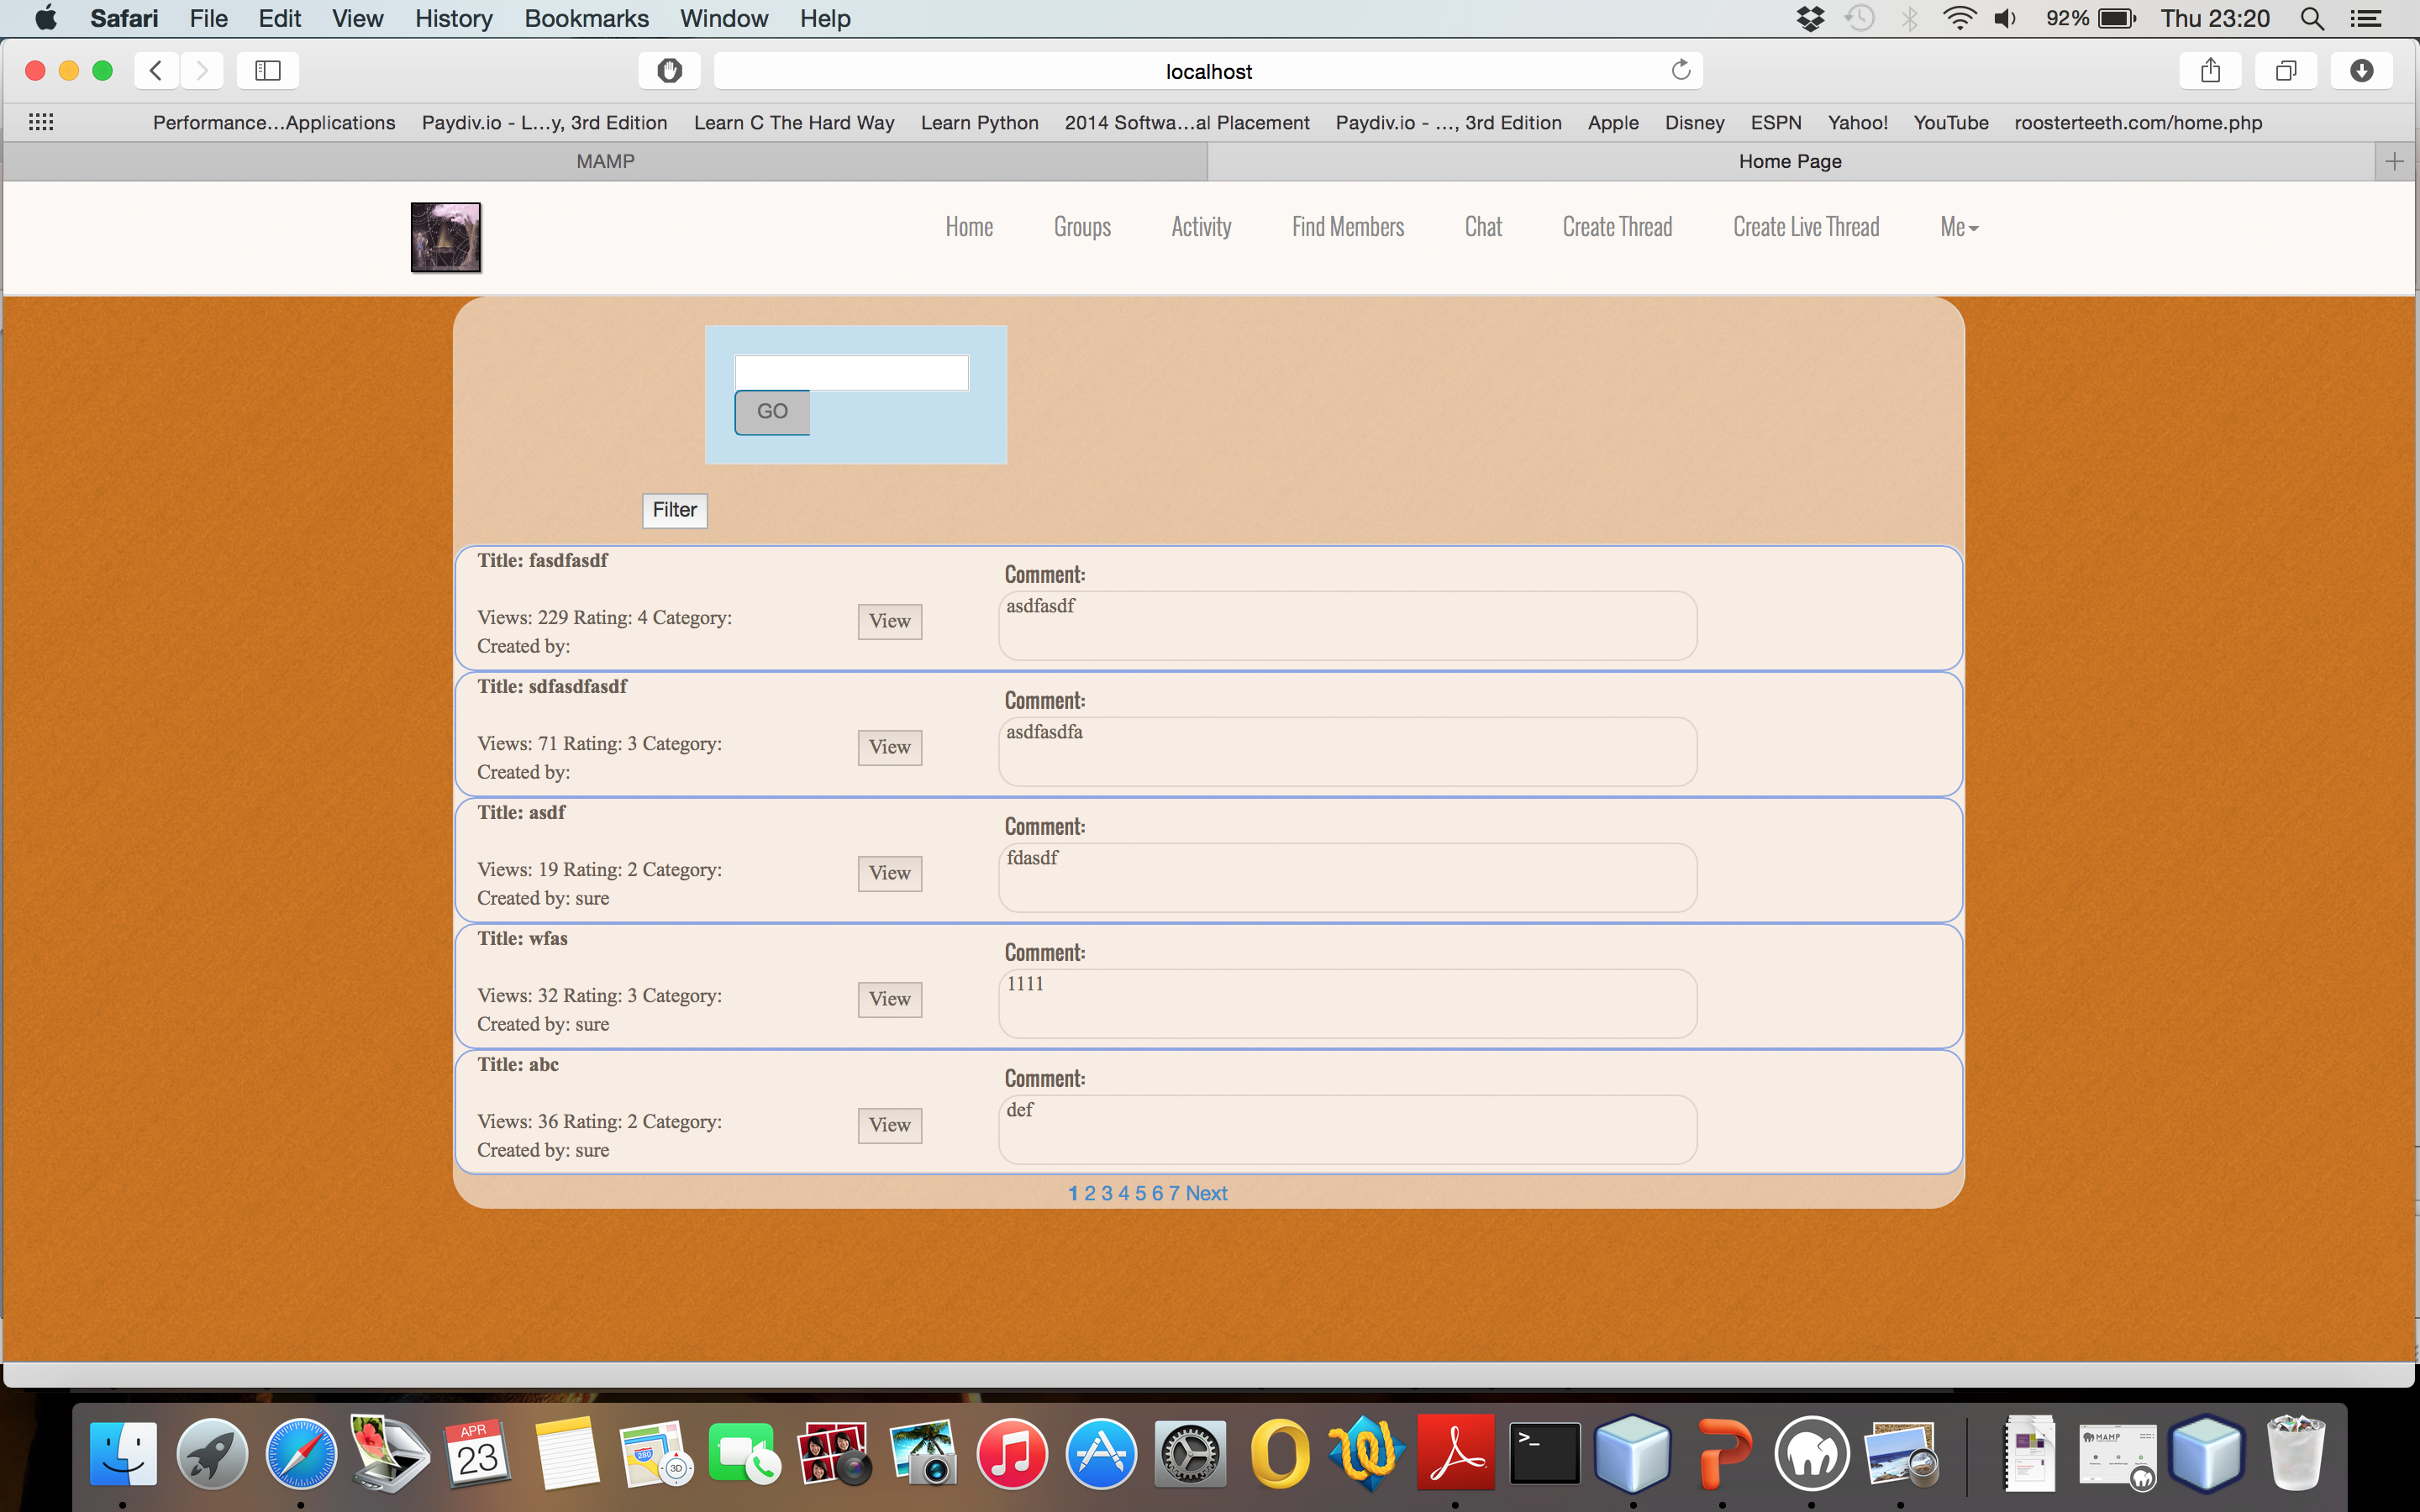 Safari File Edit View History Bookmarks Window Help 92% Thu 23:20
localhost
Performance...Applications Paydiv.io - L...y, 3rd Edition Learn C The Hard Way Learn Python 2014 Softwa...al Placement Paydiv.io - ..., 3rd Edition Apple Disney ESPN Yahoo! YouTube roosterteeth.com/home.php
MAMP Home Page
Home Groups Activity Find Members Chat Create Thread Create Live Thread Me
GO
Filter
Title: fasdfasdf
Comment:
asdfasdf
Views: 229 Rating: 4 Category:
View
Created by:
Title: sdfasdfasdf
Comment:
asdfasdfa
Views: 71 Rating: 3 Category:
View
Created by:
Title: asdf
Comment:
fdasdf
Views: 19 Rating: 2 Category:
View
Created by: sure
Title: wfas
Comment:
1111
Views: 32 Rating: 3 Category:
View
Created by: sure
Title: abc
Comment:
def
Views: 36 Rating: 2 Category:
View
Created by: sure
1 2 3 4 5 6 7 Next
APR
23
280
3D
>_
MAMP